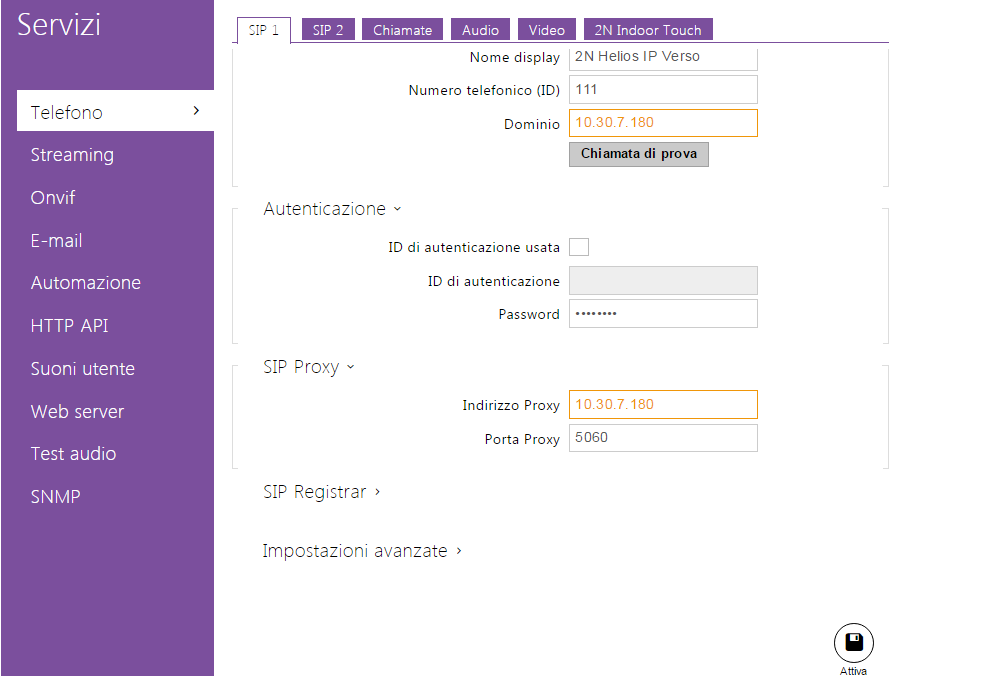 Servizi
Telefono
Streaming
Onvif
E-mail
Automazione
HTTP API
Suoni utente
Web server
Test audio
SNMP
SIP 1 SIP 2 Chiamate Audio Video 2N Indoor Touch
Nome display 2N Helios IP Verso
Numero telefonico (ID) 111
Dominio 10.30.7.180
Chiamata di prova
Autenticazione
ID di autenticazione usata
ID di autenticazione
Password ••••••••
SIP Proxy
Indirizzo Proxy 10.30.7.180
Porta Proxy 5060
SIP Registrar
Impostazioni avanzate
Attiva